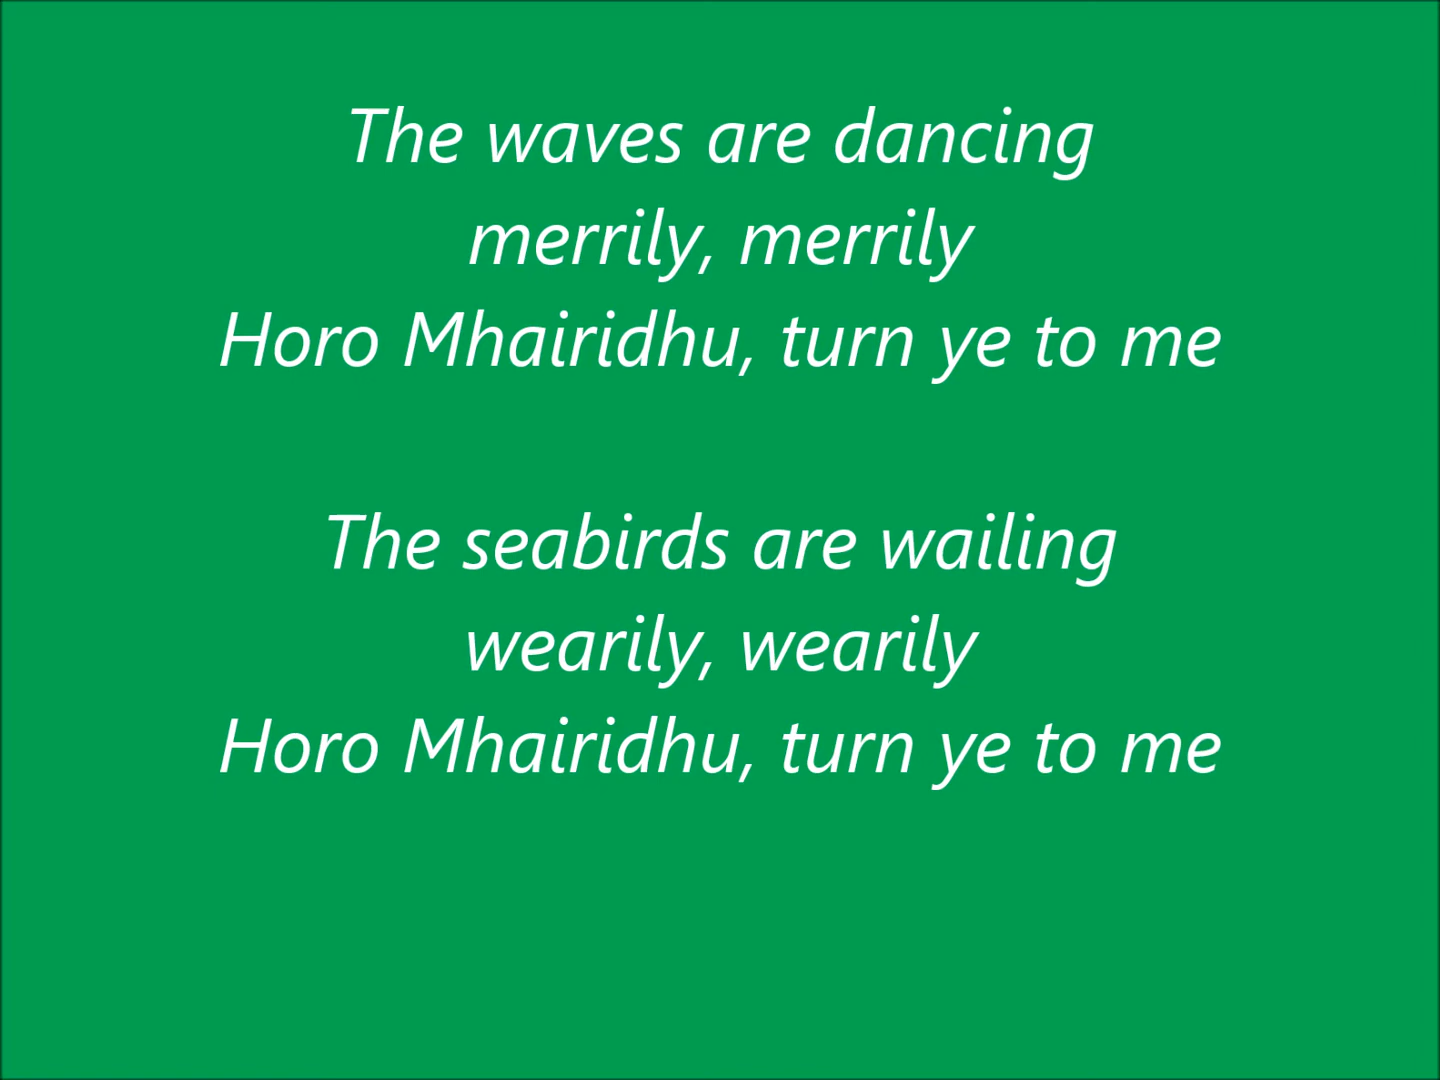 The waves are dancing
merrily, merrily
Horo Mhairidhu, turn ye to me
The seabirds are wailing
wearily, wearily
Horo Mhairidhu, turn ye to me